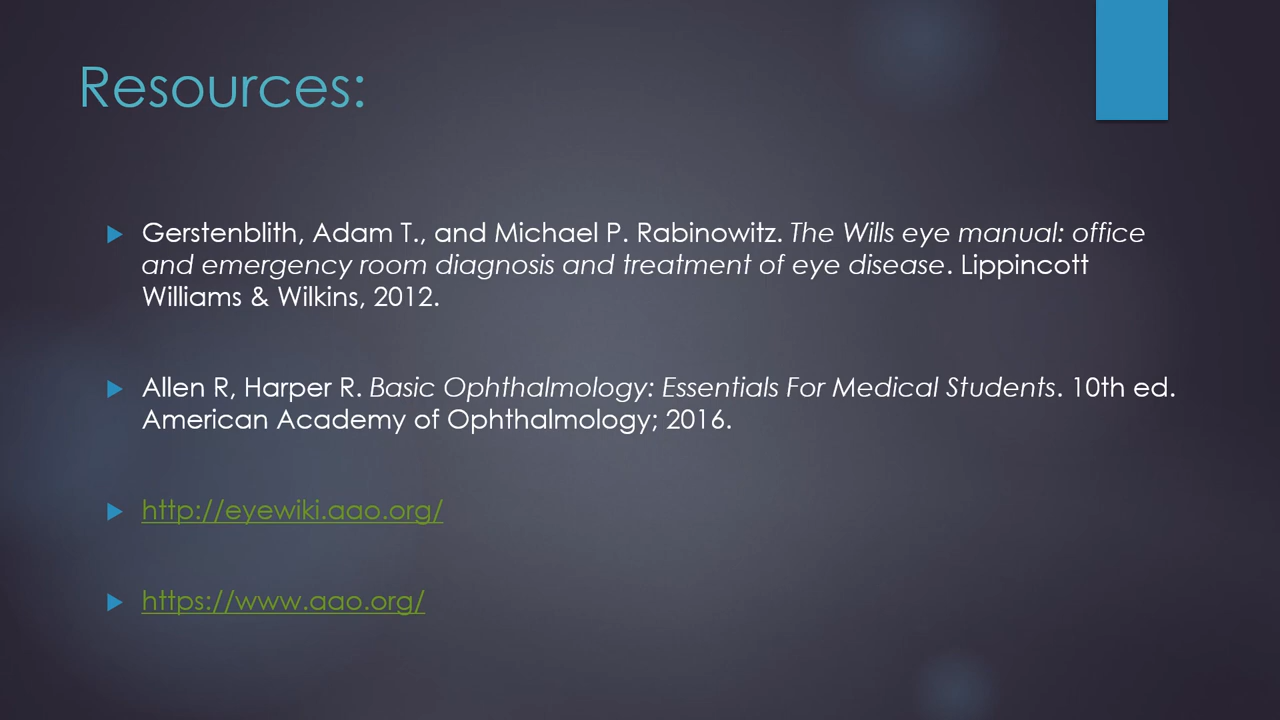 Resources:
Gerstenblith, Adam T., and Michael P. Rabinowitz. The Wills eye manual: office
and emergency room diagnosis and treatment of eye disease. Lippincott
Williams & Wilkins, 2012.
Allen R, Harper R. Basic Ophthalmology: Essentials For Medical Students. 10th ed.
American Academy of Ophthalmology; 2016.
http://eyewiki.aao.org/
https://www.aao.org/